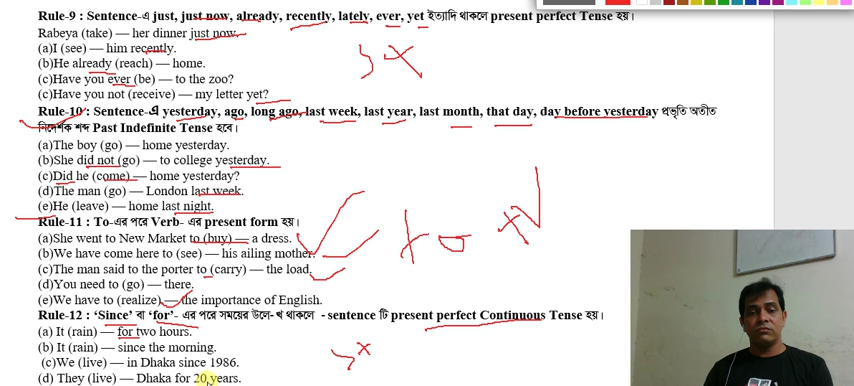 Rule-9 : Sentence-এ just, just now, already, recently, lately, ever, yet ইত্যাদি থাকলে present perfect Tense হয়।
Rabeya (take) — her dinner just now.
(a)I (see) — him recently.
(b)He already (reach) — home.
(c)Have you ever (be) — to the zoo?
(c)Have you not (receive) — my letter yet?
Rule-10 : Sentence-এ yesterday, ago, long ago, last week, last year, last month, that day, day before yesterday প্রভৃতি অতীত
নির্দেশক শব্দ Past Indefinite Tense হবে।
(a)The boy (go) — home yesterday.
(b)She did not (go) — to college yesterday.
(c)Did he (come) — home yesterday?
(d)The man (go) — London last week.
(e)He (leave) — home last night.
Rule-11 : To-এর পরে Verb- এর present form হয়।
(a)She went to New Market to (buy) — a dress.
(b)We have come here to (see) — his ailing mother.
(c)The man said to the porter to (carry) — the load.
(d)You need to (go) — there.
(e)We have to (realize) — the importance of English.
Rule-12 : ‘Since’ বা ‘for’- এর পরে সময়ের উলে-খ থাকলে - sentence টি present perfect Continuous Tense হয়।
(a) It (rain) — for two hours.
(b) It (rain) — since the morning.
(c)We (live) — in Dhaka since 1986.
(d) They (live) — Dhaka for 20 years.